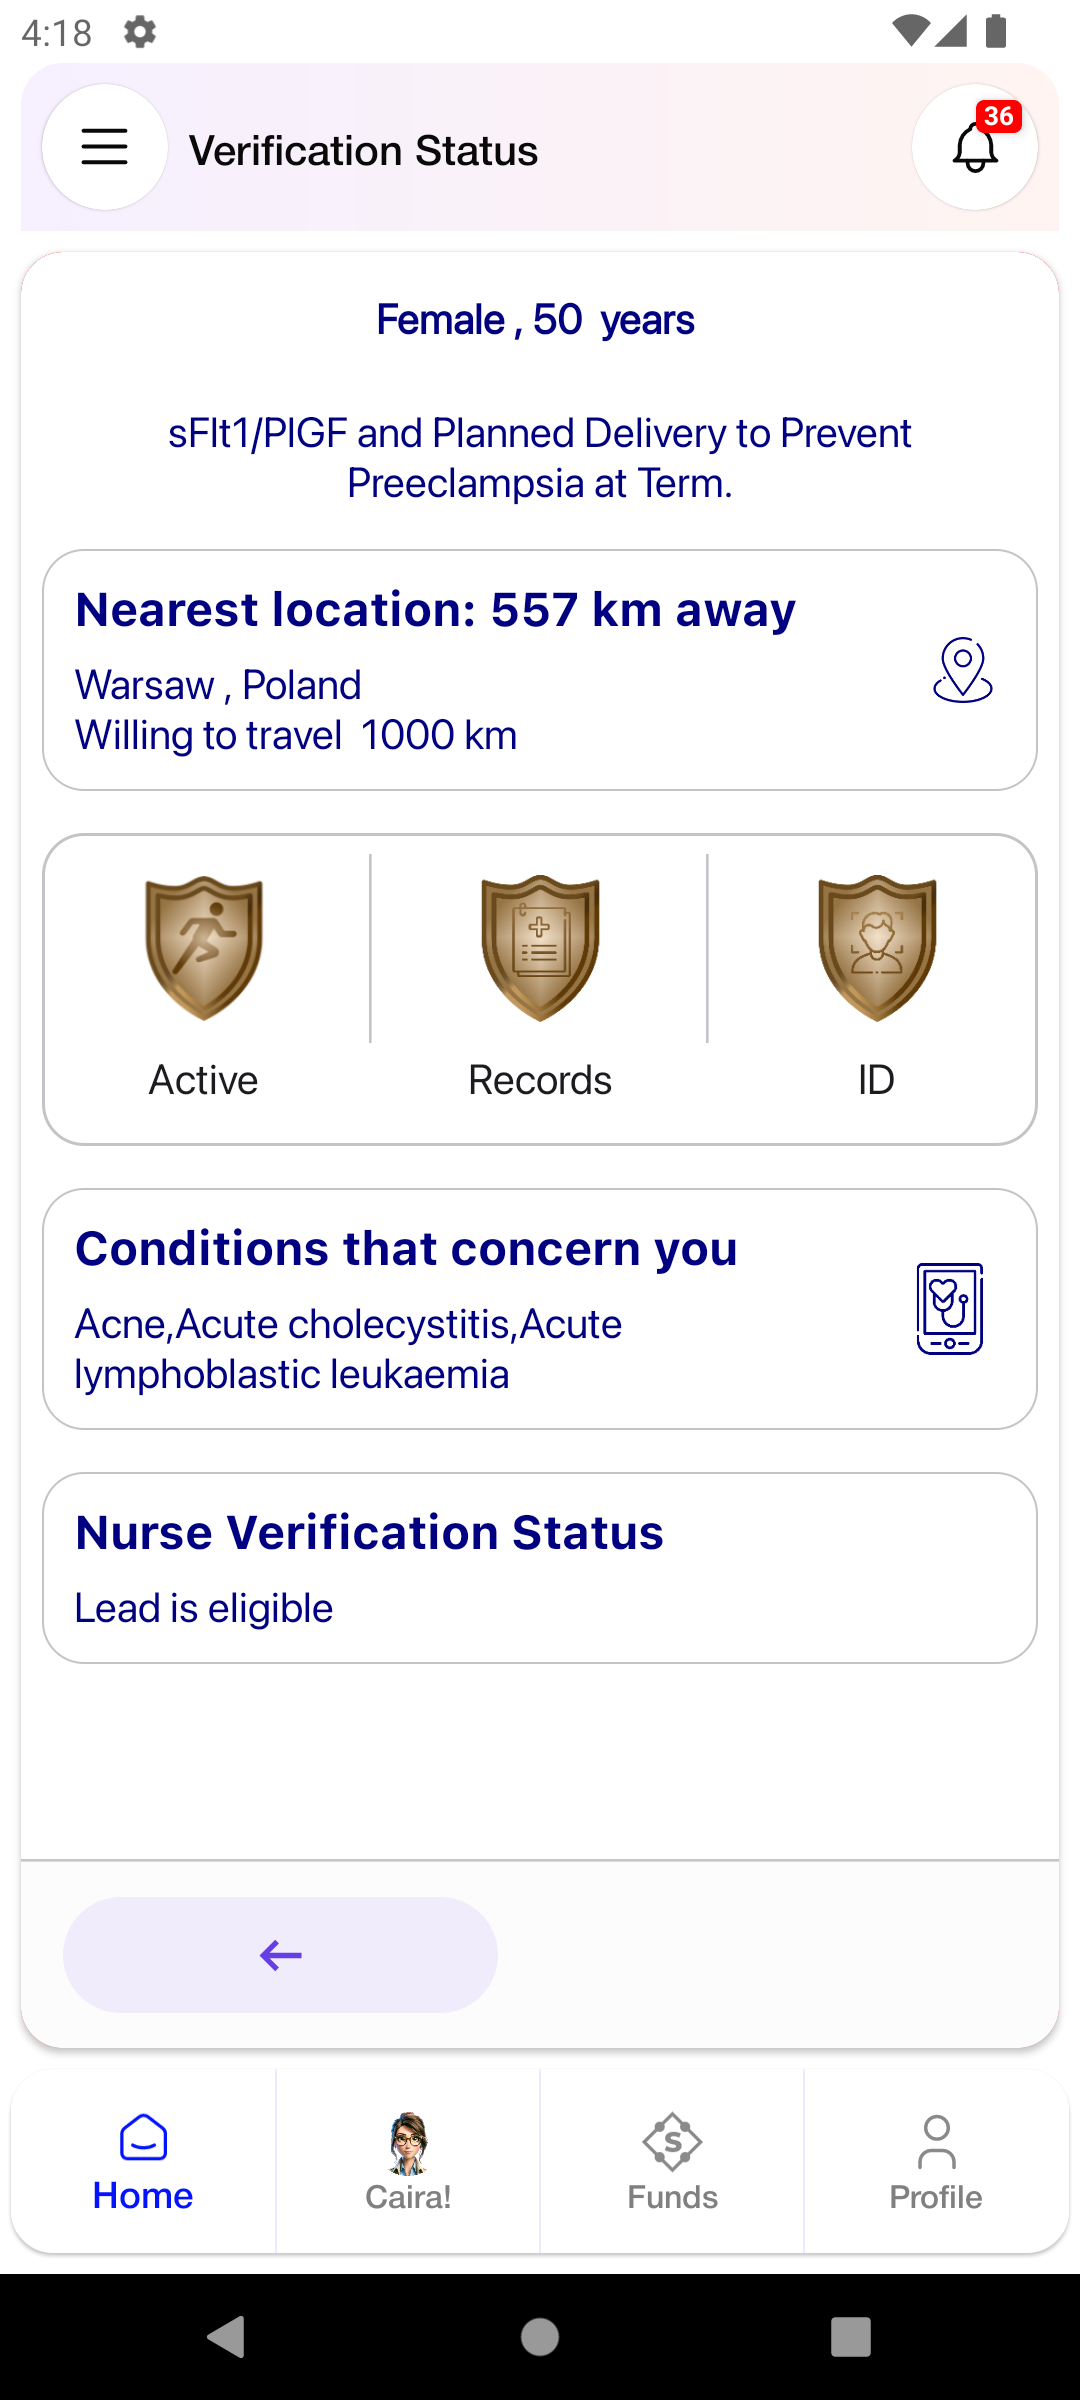 4:18
Verification Status
36
Female , 50  years
sFlt1/PlGF and Planned Delivery to Prevent
Preeclampsia at Term.
Nearest location: 557 km away
Warsaw , Poland
Willing to travel  1000 km
Active
Records
ID
Conditions that concern you
Acne,Acute cholecystitis,Acute
lymphoblastic leukaemia
Nurse Verification Status
Lead is eligible
Home
Caira!
Funds
Profile